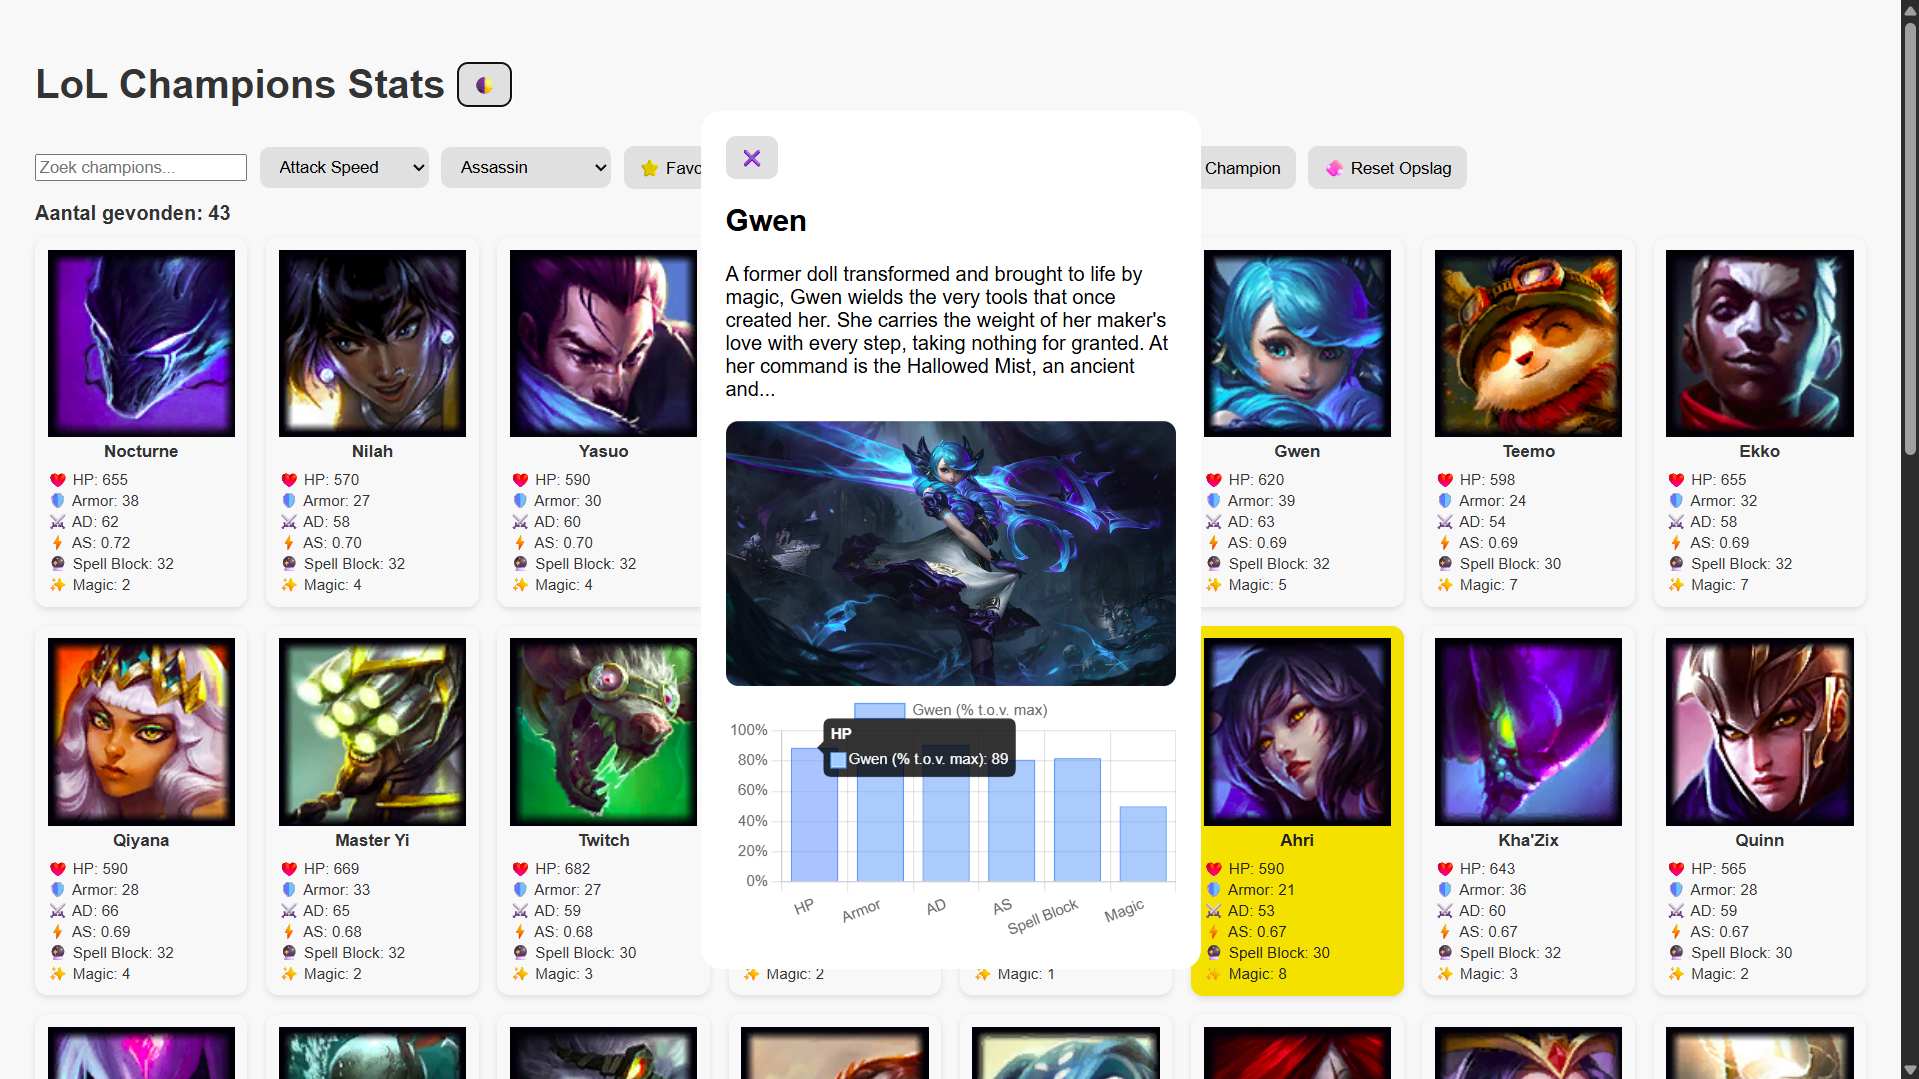 LoL Champions Stats
Zoek champions...
Attack Speed
Assassin
Favo
Champion
Reset Opslag
Aantal gevonden: 43
Nocturne
HP: 655
Armor: 38
AD: 62
AS: 0.72
Spell Block: 32
Magic: 2
Nilah
HP: 570
Armor: 27
AD: 58
AS: 0.70
Spell Block: 32
Magic: 4
Yasuo
HP: 590
Armor: 30
AD: 60
AS: 0.70
Spell Block: 32
Magic: 4
Gwen
A former doll transformed and brought to life by
magic, Gwen wields the very tools that once
created her. She carries the weight of her maker's
love with every step, taking nothing for granted. At
her command is the Hallowed Mist, an ancient
and...
Gwen (% t.o.v. max)
100%
80%
60%
40%
20%
0%
HP
Gwen (% t.o.v. max): 89
HP
Armor
AD
AS
Spell Block
Magic
Gwen
HP: 620
Armor: 39
AD: 63
AS: 0.69
Spell Block: 32
Magic: 5
Teemo
HP: 598
Armor: 24
AD: 54
AS: 0.69
Spell Block: 30
Magic: 7
Ekko
HP: 655
Armor: 32
AD: 58
AS: 0.69
Spell Block: 32
Magic: 7
Qiyana
HP: 590
Armor: 28
AD: 66
AS: 0.69
Spell Block: 32
Magic: 4
Master Yi
HP: 669
Armor: 33
AD: 65
AS: 0.68
Spell Block: 32
Magic: 2
Twitch
HP: 682
Armor: 27
AD: 59
AS: 0.68
Spell Block: 30
Magic: 3
Magic: 2
Magic: 1
Ahri
HP: 590
Armor: 21
AD: 53
AS: 0.67
Spell Block: 30
Magic: 8
Kha'Zix
HP: 643
Armor: 36
AD: 60
AS: 0.67
Spell Block: 32
Magic: 3
Quinn
HP: 565
Armor: 28
AD: 59
AS: 0.67
Spell Block: 30
Magic: 2